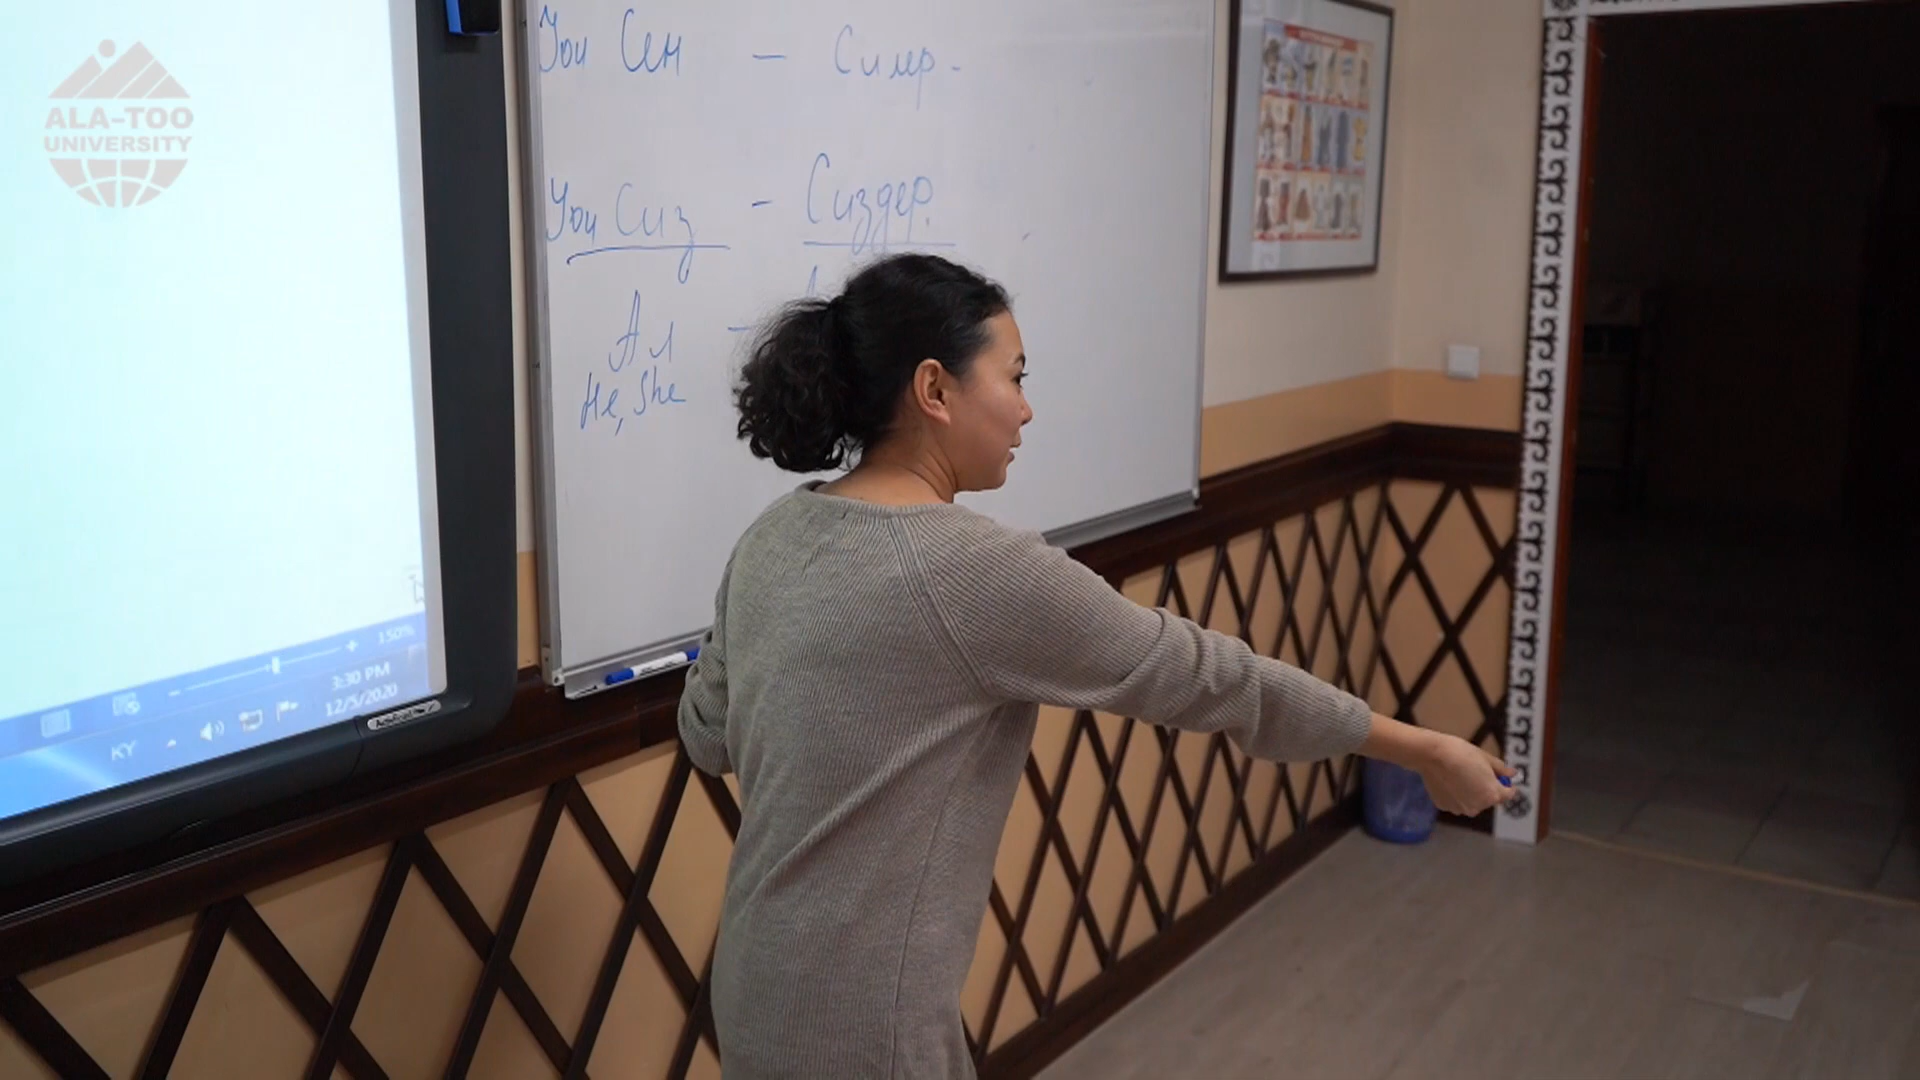 ALA-TOO
UNIVERSITY
You Сен - Силер.
You Сиз - Сиздер.
Ал -
He, She
150%
3:30 PM
12/5/2020
KY